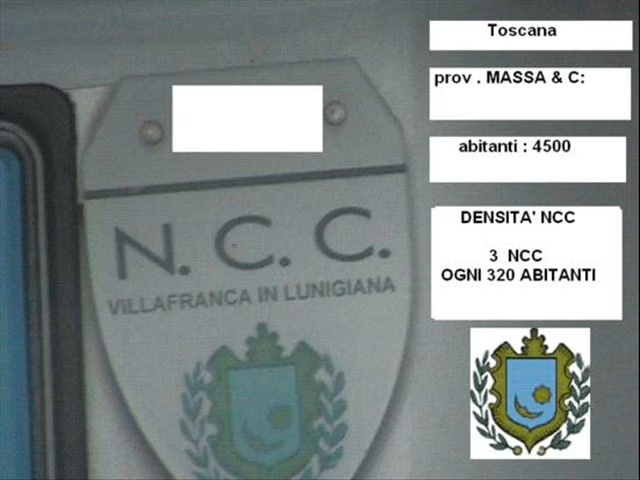 Toscana
prov . MASSA & C:
abitanti : 4500
DENSITA' NCC
3 NCC
OGNI 320 ABITANTI
N. C. C.
VILLAFRANCA IN LUNIGIANA